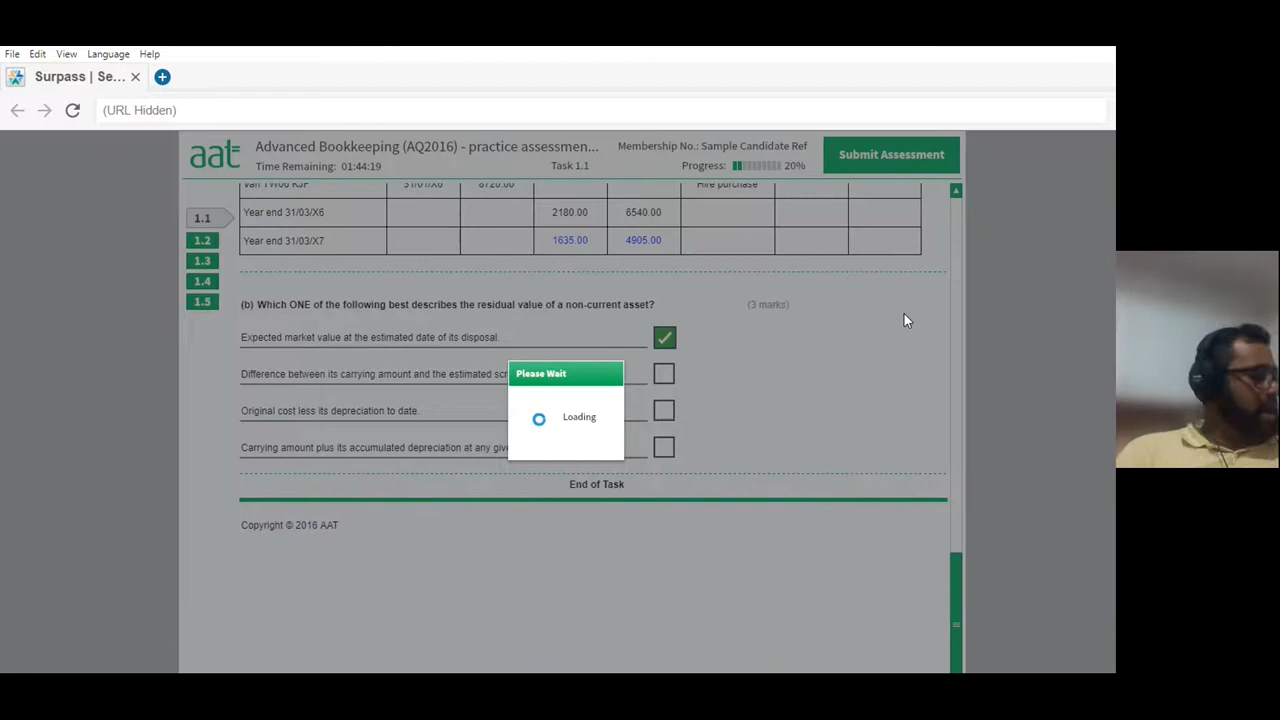 File Edit View Language Help
Surpass | Se...
(URL Hidden)
aat Advanced Bookkeeping (AQ2016) - practice assessmen... Membership No.: Sample Candidate Ref Submit Assessment
Time Remaining: 01:44:19 Task 1.1 Progress: 20%
31/01/X6 8720.00 Hire purchase
1.1 Year end 31/03/X6 2180.00 6540.00
1.2 Year end 31/03/X7 1635.00 4905.00
1.3
1.4
1.5
(b) Which ONE of the following best describes the residual value of a non-current asset? (3 marks)
Expected market value at the estimated date of its disposal.
Difference between its carrying amount and the estimated
Original cost less its depreciation to date.
Carrying amount plus its accumulated depreciation at any
Please Wait
Loading
End of Task
Copyright © 2016 AAT